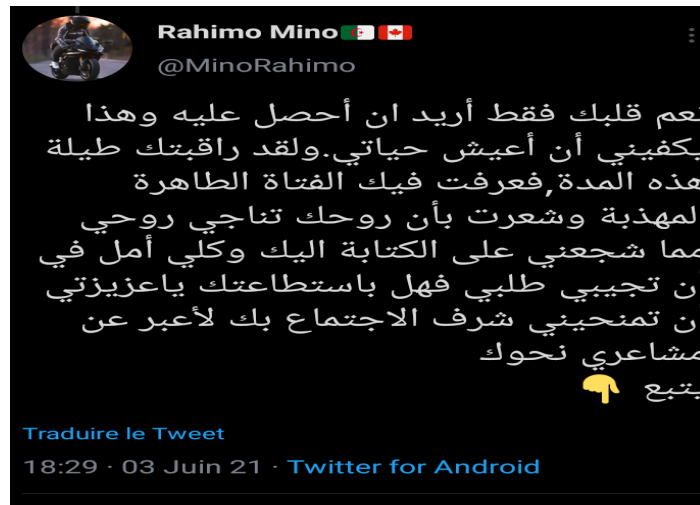 Rahimo Mino🇩🇿🇨🇦
@MinoRahimo
نعم قلبك فقط أريد ان أحصل عليه وهذا
يكفيني أن أعيش حياتي.ولقد راقبتك طيلة
هذه المدة,فعرفت فيك الفتاة الطاهرة
لمهذبة وشعرت بأن روحك تناجي روحي
مما شجعني على الكتابة اليك وكلي أمل في
ن تجيبي طلبي فهل باستطاعتك ياعزيزتي
ن تمنحيني شرف الاجتماع بك لأعبر عن
مشاعري نحوك
يتبع 👇
Traduire le Tweet
18:29 · 03 Juin 21 · Twitter for Android